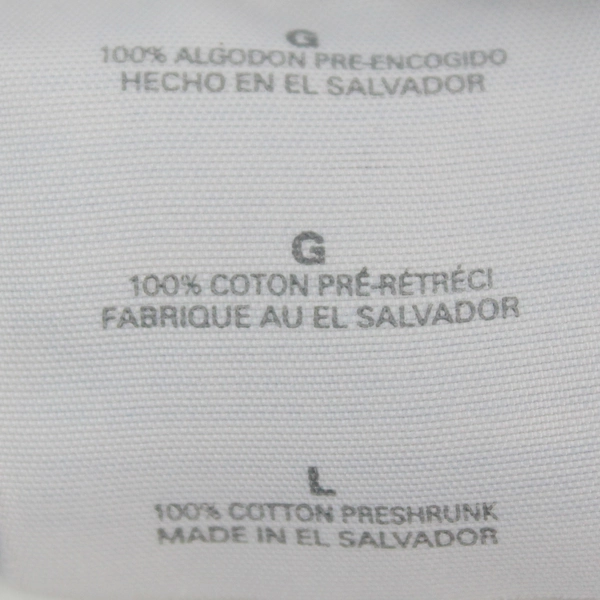 G
100% ALGODON PRE-ENCOGIDO
HECHO EN EL SALVADOR
G
100% COTON PRÉ-RÉTRÉCI
FABRIQUE AU EL SALVADOR
L
100% COTTON PRESHRUNK
MADE IN EL SALVADOR